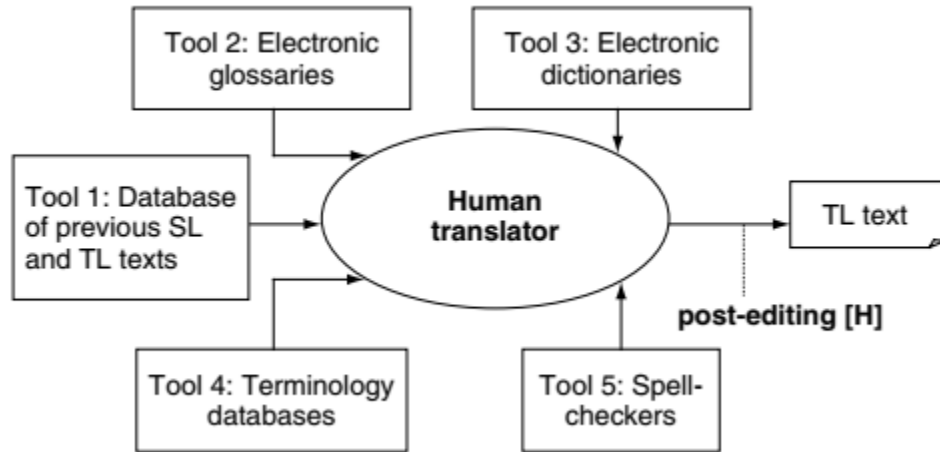 Tool 2: Electronic
glossaries
Tool 3: Electronic
dictionaries
Tool 1: Database
of previous SL
and TL texts
Human
translator
TL text
post-editing [H]
Tool 4: Terminology
databases
Tool 5: Spell-
checkers